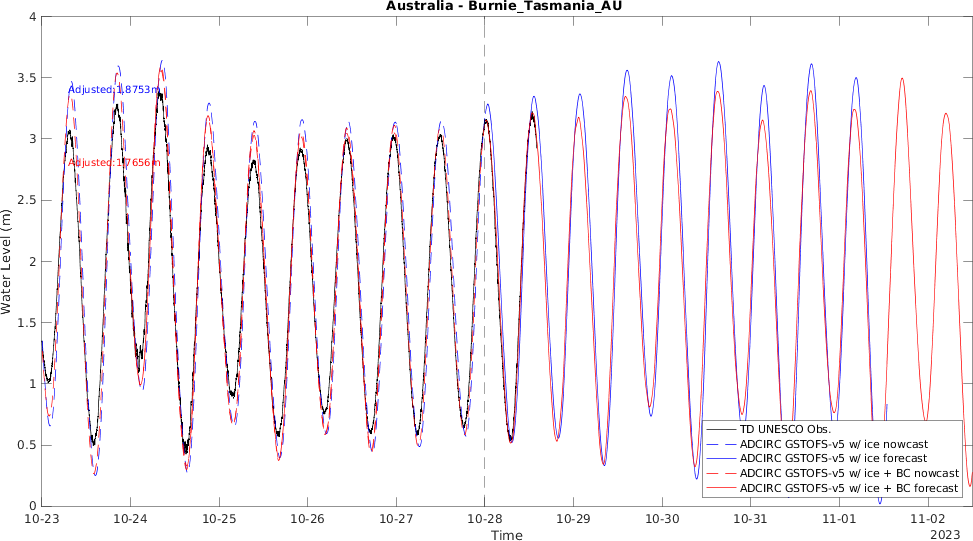 Australia - Burnie_Tasmania_AU
4
3.5
3
2.5
2
1.5
1
0.5
0
Water Level (m)
Adjusted:1.8753m
Adjusted:1.7656m
TD UNESCO Obs.
ADCIRC GSTOFS-v5 w/ ice nowcast
ADCIRC GSTOFS-v5 w/ ice forecast
ADCIRC GSTOFS-v5 w/ ice + BC nowcast
ADCIRC GSTOFS-v5 w/ ice + BC forecast
10-23 10-24 10-25 10-26 10-27 10-28 10-29 10-30 10-31 11-01 11-02
Time
2023